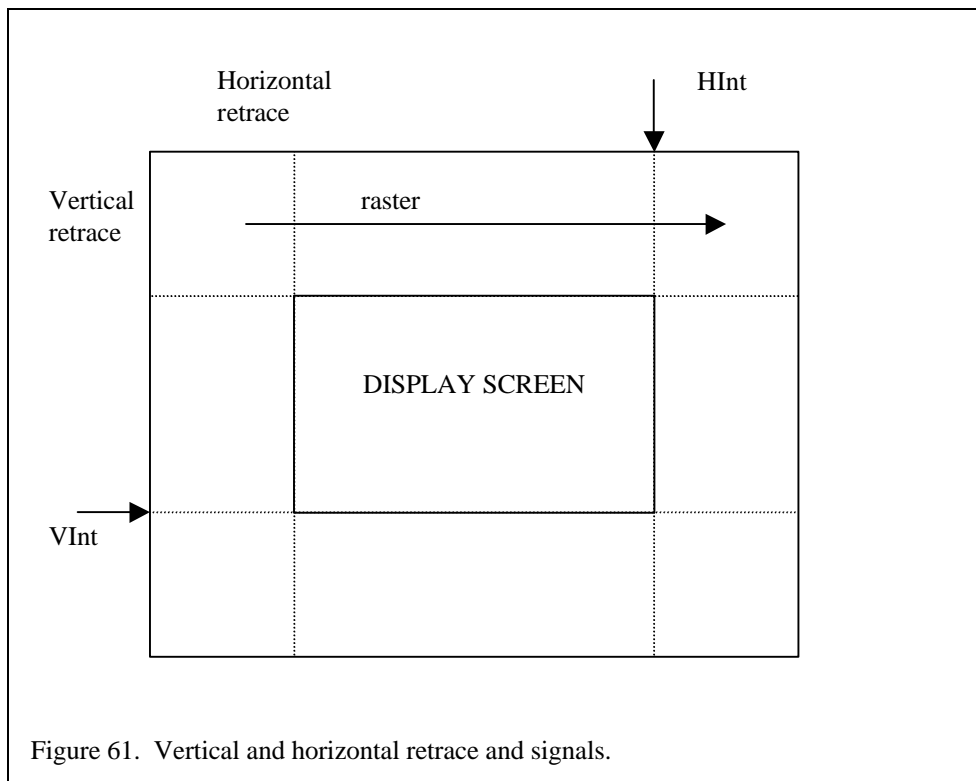 Horizontal
retrace
HInt
Vertical
retrace
raster
DISPLAY SCREEN
VInt
Figure 61.  Vertical and horizontal retrace and signals.